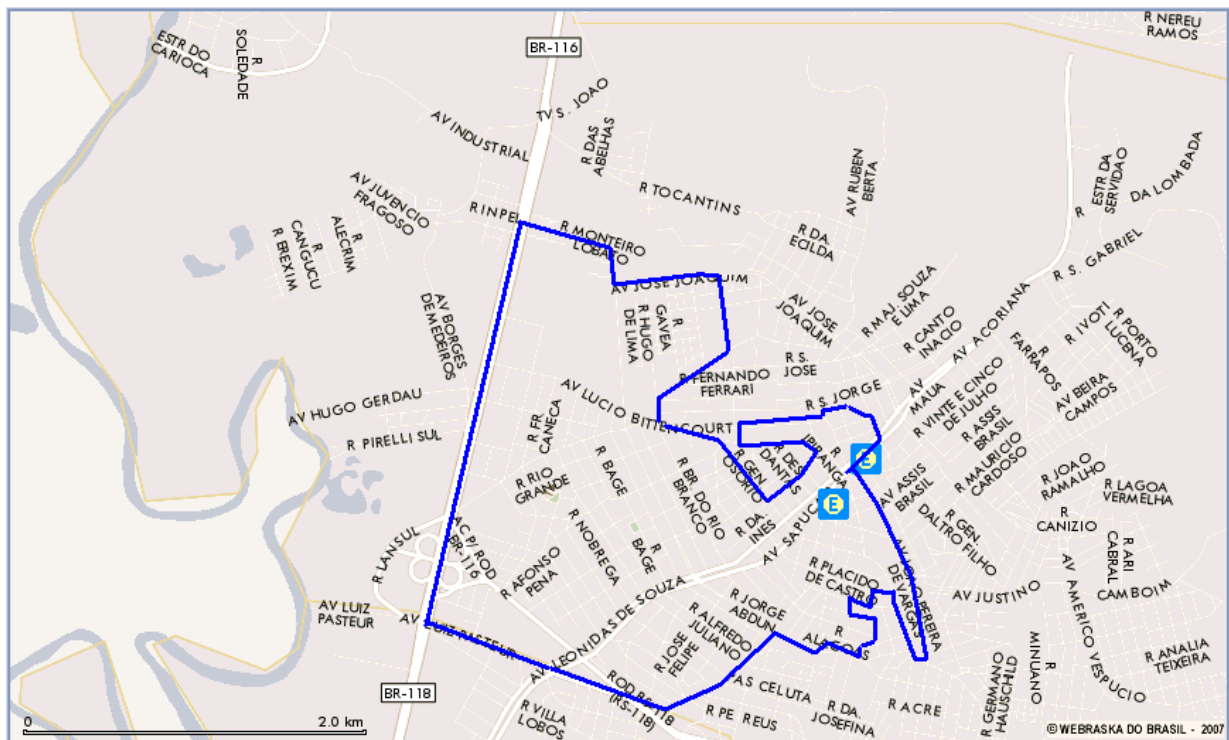 R NEREU
RAMOS
ESTR DO
CARIOCA
R
SOLEDADE
BR-116
TV S. JOAO
AV INDUSTRIAL
R DAS
ABELHAS
R TOCANTINS
AV RUBEN
BERTA
ESTR DA
SERVIDAO
R DA LOMBADA
AV JUVENCIO
FRAGOSO
R MONTEIRO
LOBATO
R DA.
ECILDA
R S. GABRIEL
R
ALECRIM
R
CANGUCU
R BREXIM
AV BORGES
DE MEDEIROS
AV JOSE JOAQUIM
R
GAVEA
R HUGO
DE LIMA
AV JOSE
JOAQUIM
R MAJ. SOUZA
E LIMA
R CANTO
INACIO
AV ACORIANA
R
FARRAPOS
R IVOTI
R PORTO
LUCENA
R S.
JOSE
R FERNANDO
FERRARI
AV
MAUA
R S. JORGE
R VINTE E CINCO
DE JULHO
AV BEIRA
CAMPOS
AV HUGO GERDAU
AV LUCIO BITTENCOURT
R PIRELLI SUL
R FR.
CANECA
R ASSIS
BRASIL
R MAURICIO
CARDOSO
R
IPIRANGA
E
R GEN
OSORIO
R JOAO
RAMALHO
R LAGOA
VERMELHA
R RIO
GRANDE
R BAGE
BR. DO RIO
BRANCO
AV ASSIS
BRASIL
E
R GEN
DALTRO FILHO
R
CANIZIO
R DA.
INES
R LANSUL
AC P/ ROD
BR-116
R NOBREGA
R
BAGE
R ARI
CABRAL
R AFONSO
PENA
R PLACIDO
DE CASTRO
AV JOAO PEREIRA
DE VARGAS
AV JUSTINO
CAMBOIM
AV AMERICO VESPUCIO
AV LUIZ
PASTEUR
AV LUIZ PASTEUR
AV. LEONIDAS DE SOUZA
R JORGE
ABDUN
R ALFREDO
JULIANO
R
ALAGOAS
R JOSE
FELIPE
R
MINUANO
R ANALIA
TEIXEIRA
BR-118
ROD RS-118
(RS-118)
AS CELUTA
R DA.
JOSEFINA
R ACRE
R GERMANO
HAUSCHILD
R VILLA
LOBOS
R PE REUS
0 2.0 km
© WEBRASKA DO BRASIL - 2007